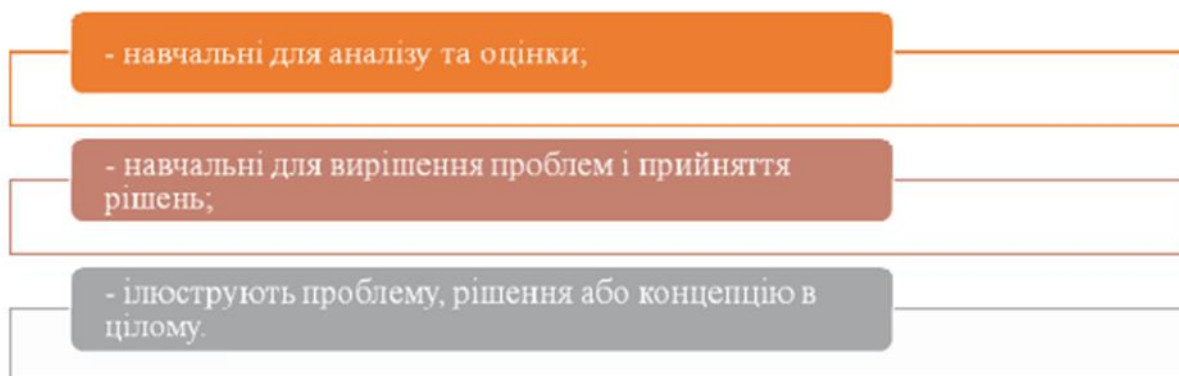 - навчальні для аналізу та оцінки;
- навчальні для вирішення проблем і прийняття
рішень;
- ілюструють проблему, рішення або концепцію в
цілому.